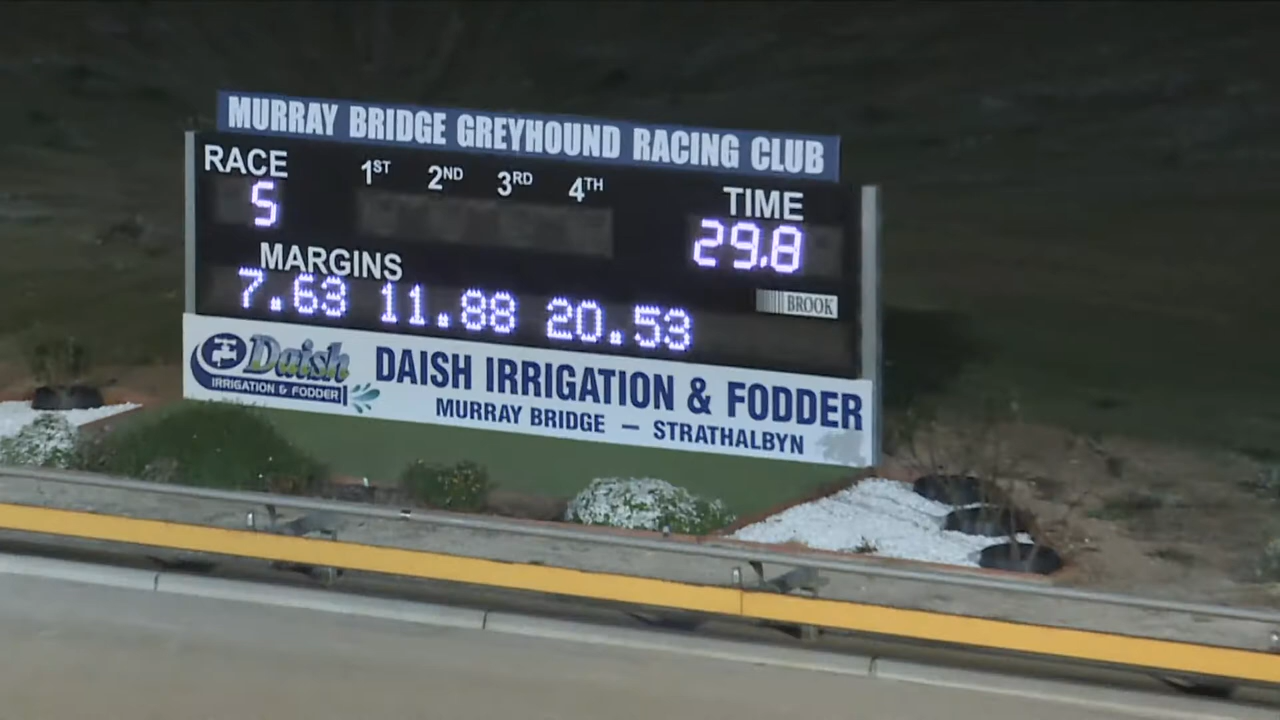 MURRAY BRIDGE GREYHOUND RACING CLUB
RACE 1ST 2ND 3RD 4TH TIME
5 29.8
MARGINS
7.63 11.88 20.53
BROOK
Daish
IRRIGATION & FODDER
DAISH IRRIGATION & FODDER
MURRAY BRIDGE — STRATHALBYN